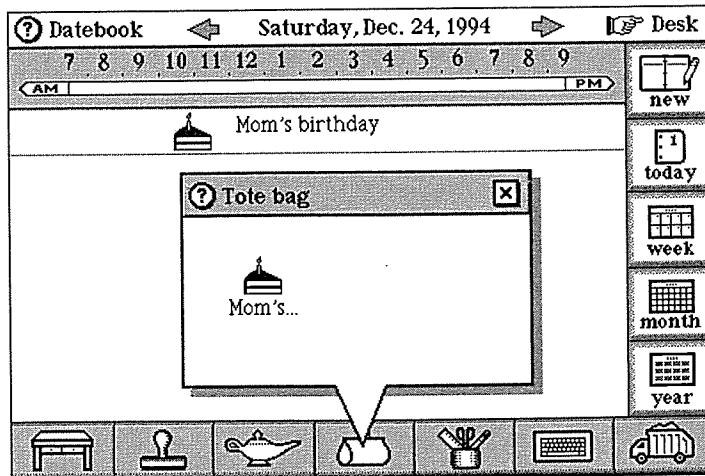 ? Datebook Saturday, Dec. 24, 1994 Desk
7 8 9 10 11 12 1 2 3 4 5 6 7 8 9
AM PM
new
Mom's birthday
1
today
? Tote bag X
week
Mom's...
month
year